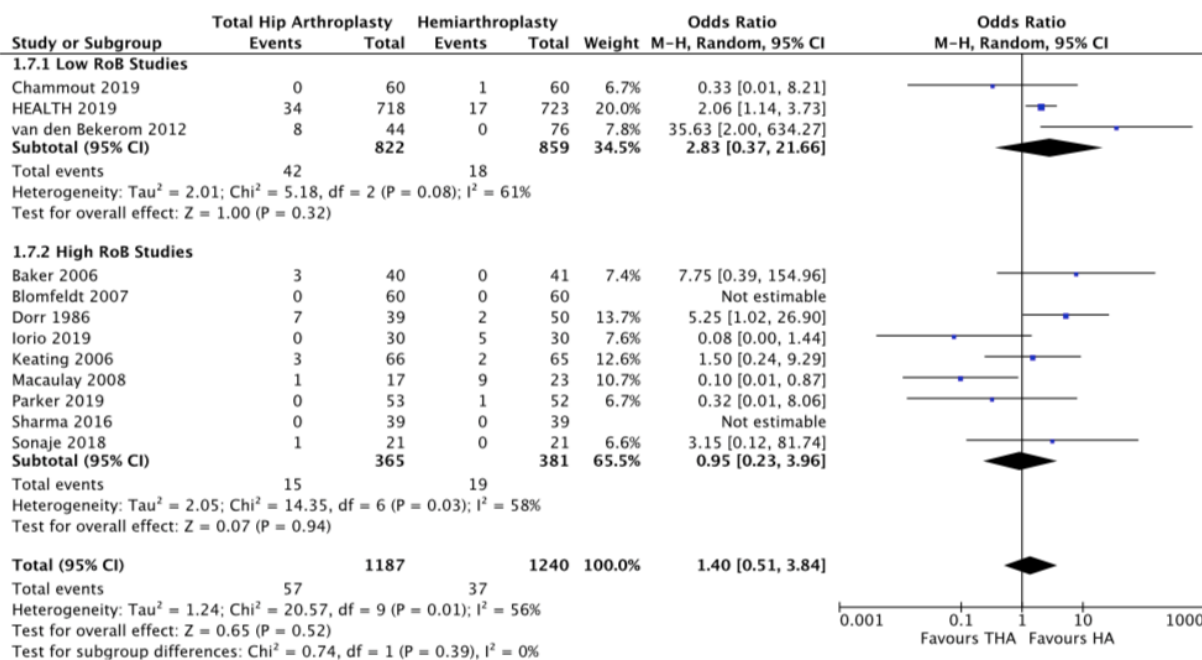 Total Hip Arthroplasty Hemiarthroplasty Odds Ratio Odds Ratio
Study or Subgroup Events Total Events Total Weight M-H, Random, 95% CI M-H, Random, 95% CI
1.7.1 Low RoB Studies
Chammout 2019 0 60 1 60 6.7% 0.33 [0.01, 8.21]
HEALTH 2019 34 718 17 723 20.0% 2.06 [1.14, 3.73]
van den Bekerom 2012 8 44 0 76 7.8% 35.63 [2.00, 634.27]
Subtotal (95% CI) 822 859 34.5% 2.83 [0.37, 21.66]
Total events 42 18
Heterogeneity: Tau² = 2.01; Chi² = 5.18, df = 2 (P = 0.08); I² = 61%
Test for overall effect: Z = 1.00 (P = 0.32)
1.7.2 High RoB Studies
Baker 2006 3 40 0 41 7.4% 7.75 [0.39, 154.96]
Blomfeldt 2007 0 60 0 60 Not estimable
Dorr 1986 7 39 2 50 13.7% 5.25 [1.02, 26.90]
Iorio 2019 0 30 5 30 7.6% 0.08 [0.00, 1.44]
Keating 2006 3 66 2 65 12.6% 1.50 [0.24, 9.29]
Macaulay 2008 1 17 9 23 10.7% 0.10 [0.01, 0.87]
Parker 2019 0 53 1 52 6.7% 0.32 [0.01, 8.06]
Sharma 2016 0 39 0 39 Not estimable
Sonaje 2018 1 21 0 21 6.6% 3.15 [0.12, 81.74]
Subtotal (95% CI) 365 381 65.5% 0.95 [0.23, 3.96]
Total events 15 19
Heterogeneity: Tau² = 2.05; Chi² = 14.35, df = 6 (P = 0.03); I² = 58%
Test for overall effect: Z = 0.07 (P = 0.94)
Total (95% CI) 1187 1240 100.0% 1.40 [0.51, 3.84]
Total events 57 37
Heterogeneity: Tau² = 1.24; Chi² = 20.57, df = 9 (P = 0.01); I² = 56%
Test for overall effect: Z = 0.65 (P = 0.52)
Test for subgroup differences: Chi² = 0.74, df = 1 (P = 0.39), I² = 0%
0.001 0.1 1 10 1000
Favours THA Favours HA